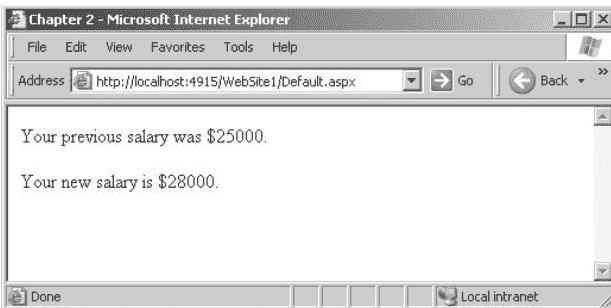 Chapter 2 - Microsoft Internet Explorer
File Edit View Favorites Tools Help
Address http://localhost:4915/WebSite1/Default.aspx Go Back »
Your previous salary was $25000.
Your new salary is $28000.
Done Local intranet